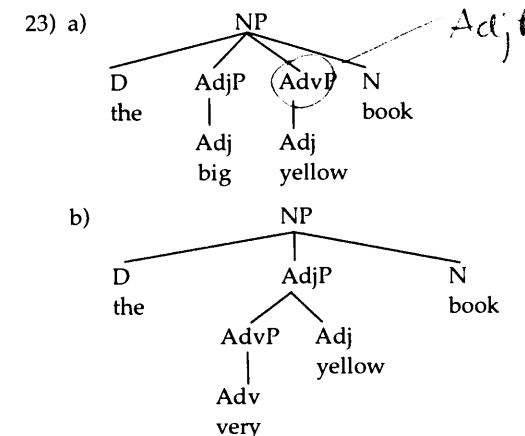 23) a) NP
D AdjP AdvP N
the book
Adj Adj
big yellow
b) NP
D AdjP N
the book
AdvP Adj
yellow
Adv
very